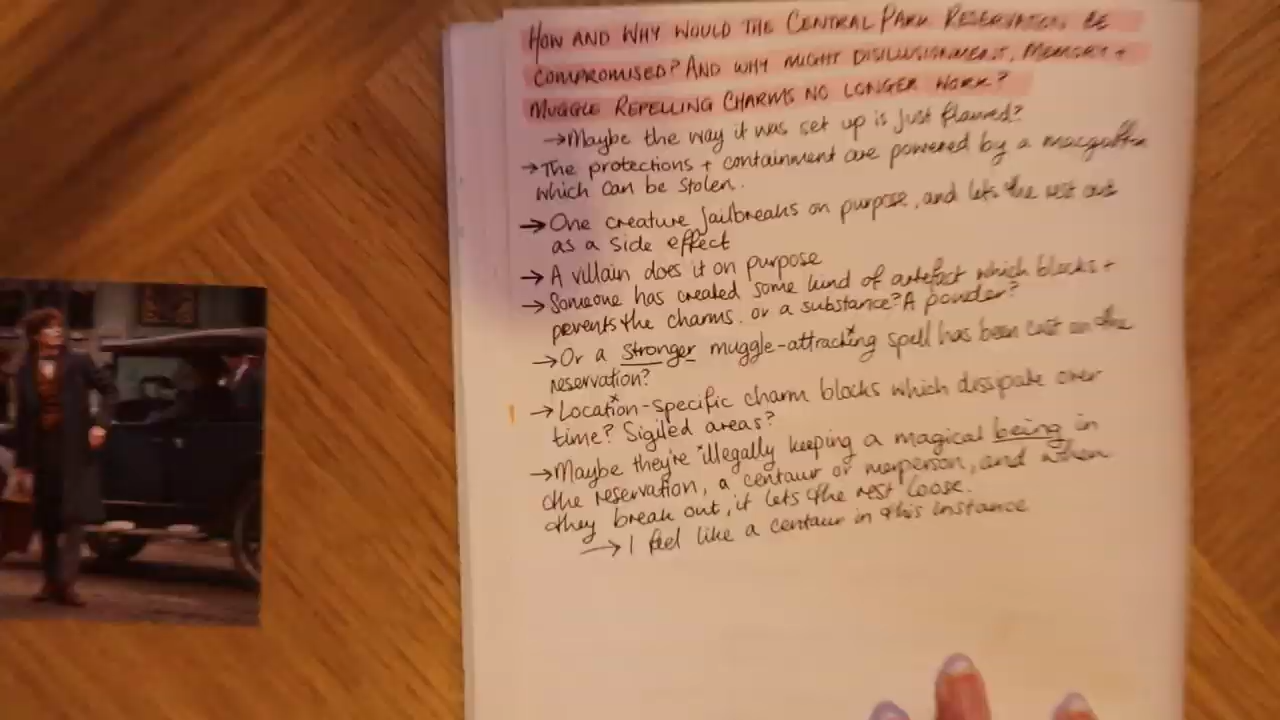 HOW AND WHY WOULD THE CENTRAL PARK RESERVATION BE
COMPROMISED? AND WHY MIGHT DISILLUSIONMENT, MEMORY +
MUGGLE REPELLING CHARMS NO LONGER WORK?
→ Maybe the way it was set up is just flawed?
→ The protections + containment are powered by a macguffin
which can be stolen.
→ One creature jailbreaks on purpose, and lets the rest out
as a side effect
→ A villain does it on purpose
→ Someone has created some kind of artefact which blocks +
pevents the charms. or a substance? A powder?
→ Or a stronger muggle-attracting spell has been cast on the
reservation?
→ Location-specific charm blocks which dissipate over
time? Sigiled areas?
→ Maybe they're illegally keeping a magical being in
the reservation, a centaur or merperson, and when
they break out, it lets the rest loose.
→ I feel like a centaur in this instance